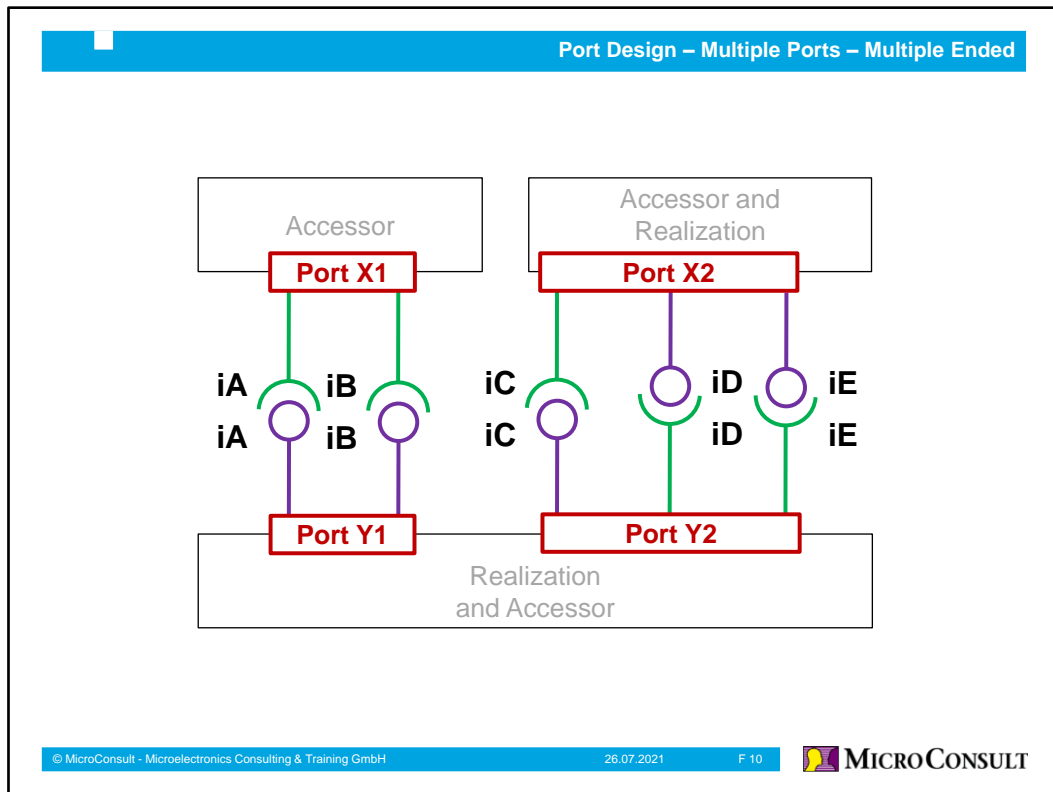 Port Design – Multiple Ports – Multiple Ended
Accessor
Accessor and
Realization
Port X1
Port X2
iA
iB
iC
iD
iE
iA
iB
iC
iD
iE
Port Y1
Port Y2
Realization
and Accessor
© MicroConsult - Microelectronics Consulting & Training GmbH
26.07.2021
F 10
MICROCONSULT